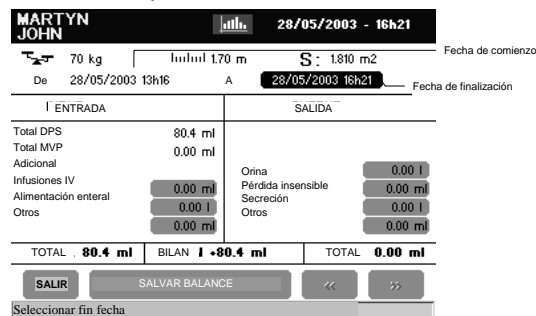 MARTYN
JOHN
28/05/2003 - 16h21
70 kg 1.70 m S: 1.810 m2
Fecha de comienzo
De 28/05/2003 13h16 A 28/05/2003 16h21
Fecha de finalización
ENTRADA SALIDA
Total DPS 80.4 ml
Total MVP 0.00 ml
Adicional
Infusiones IV 0.00 ml
Alimentación enteral 0.00 l
Otros 0.00 ml
Orina 0.00 l
Pérdida insensible 0.00 ml
Secreción 0.00 l
Otros 0.00 ml
TOTAL 80.4 ml BILAN +80.4 ml TOTAL 0.00 ml
SALIR SALVAR BALANCE << >>
Seleccionar fin fecha